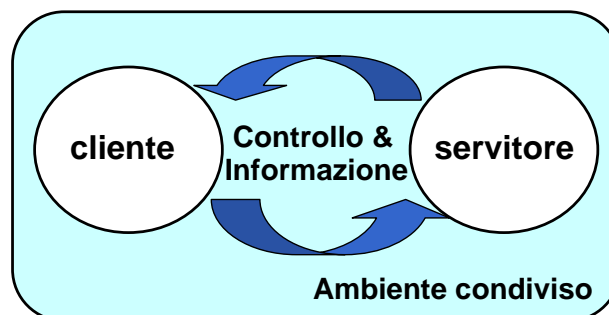 cliente
Controllo &
Informazione
servitore
Ambiente condiviso